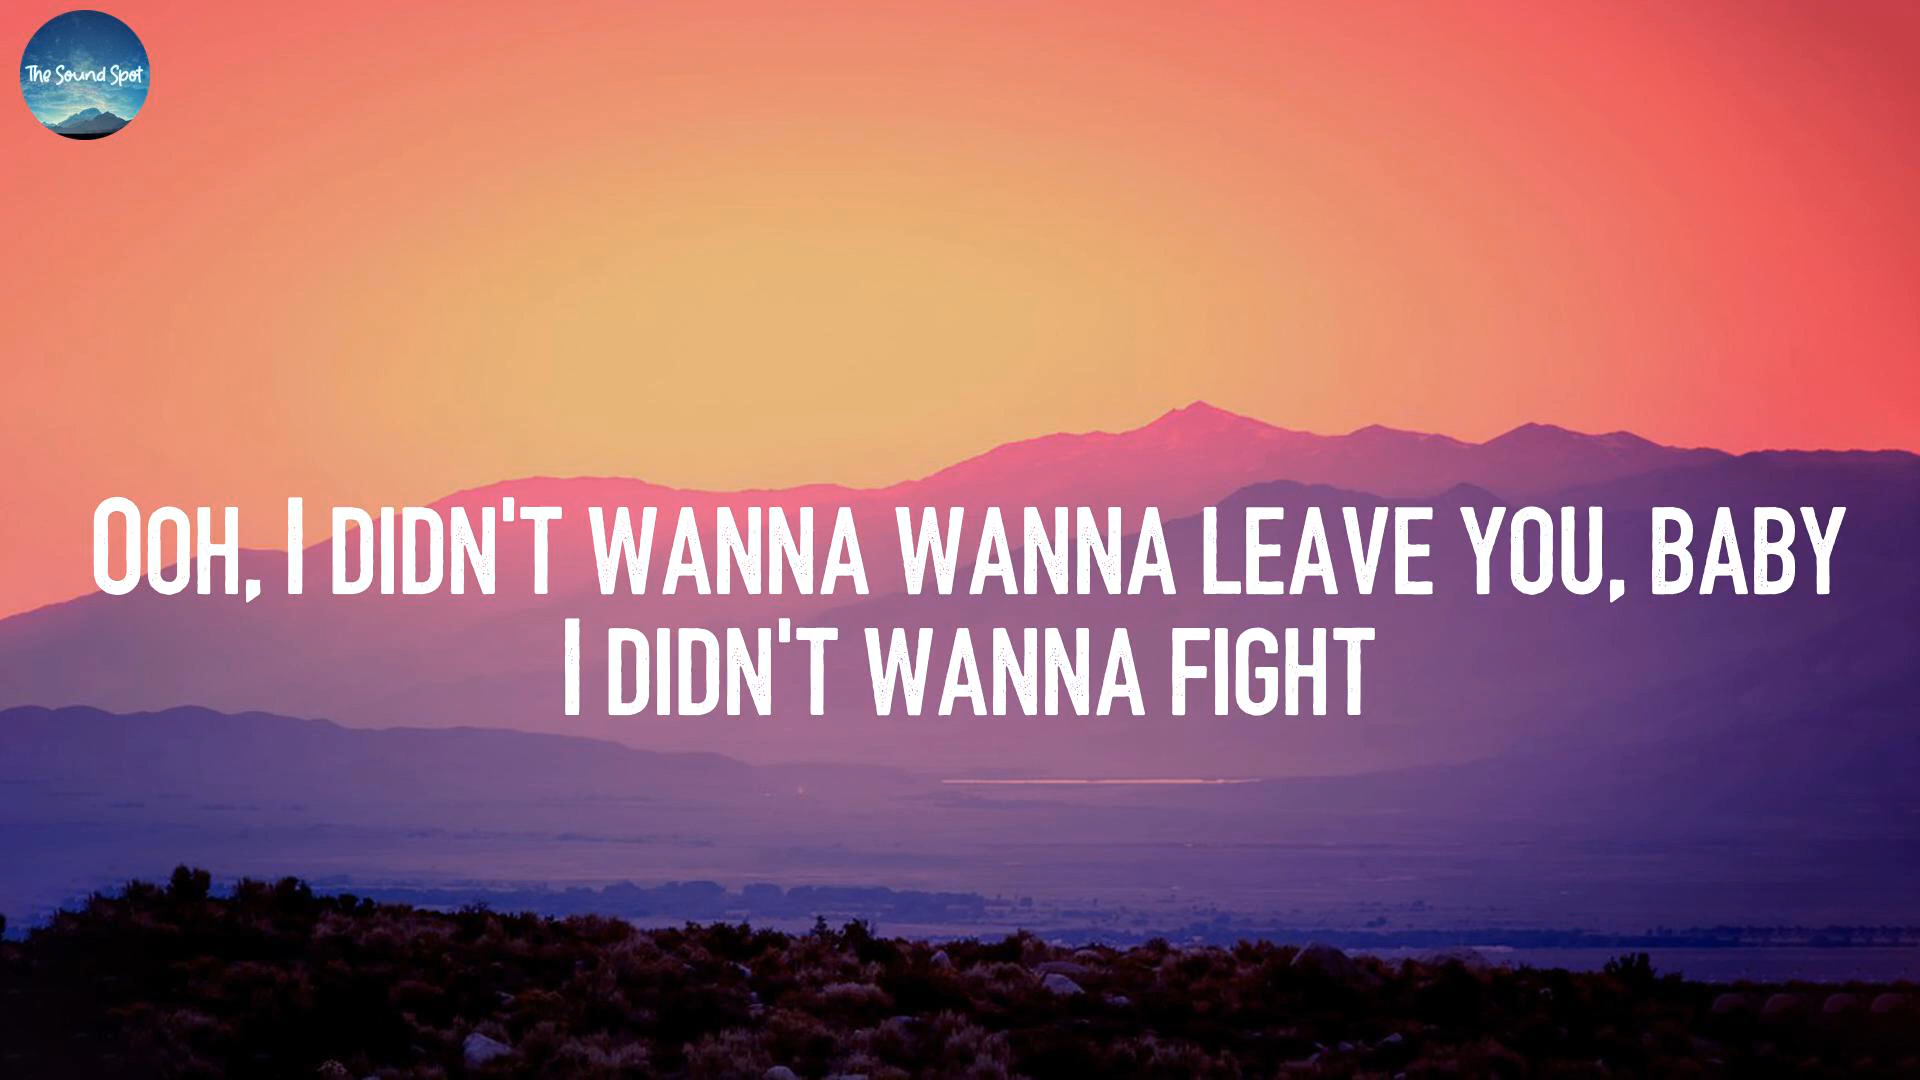 The Sound Spot
Ooh, I didn't wanna wanna leave you, baby
I didn't wanna fight